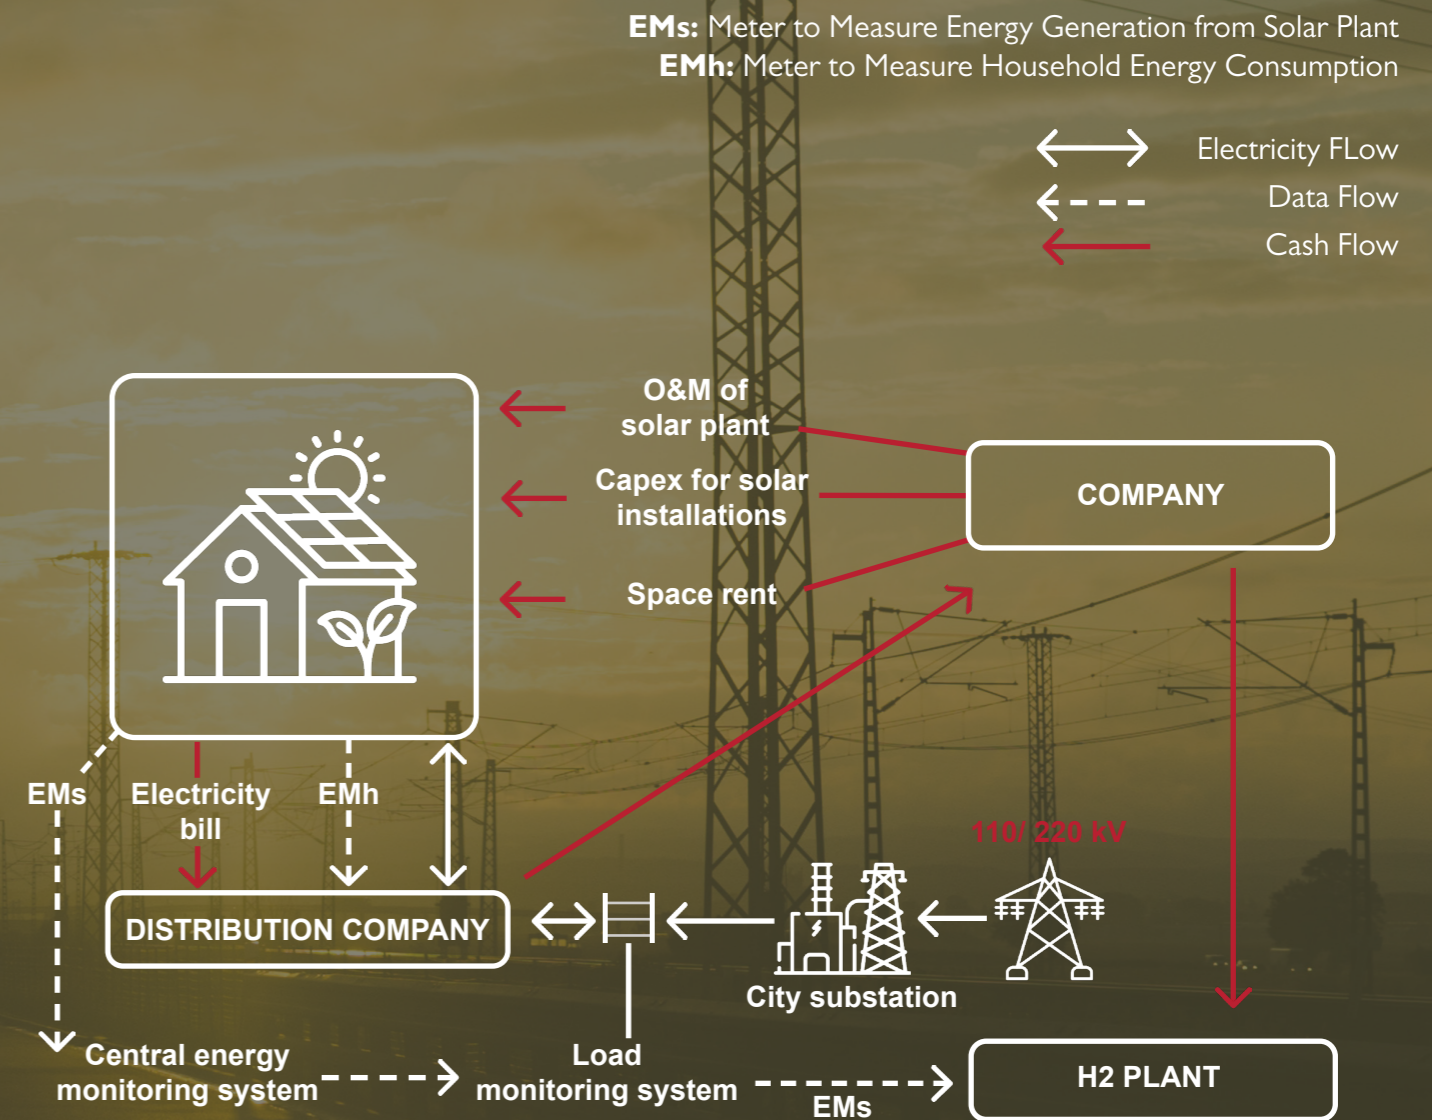 EMs: Meter to Measure Energy Generation from Solar Plant
EMh: Meter to Measure Household Energy Consumption
Electricity FLow
Data Flow
Cash Flow
O&M of
solar plant
Capex for solar
installations
Space rent
COMPANY
EMs
Electricity
bill
EMh
110/ 220 kV
DISTRIBUTION COMPANY
City substation
Central energy
monitoring system
Load
monitoring system
EMs
H2 PLANT